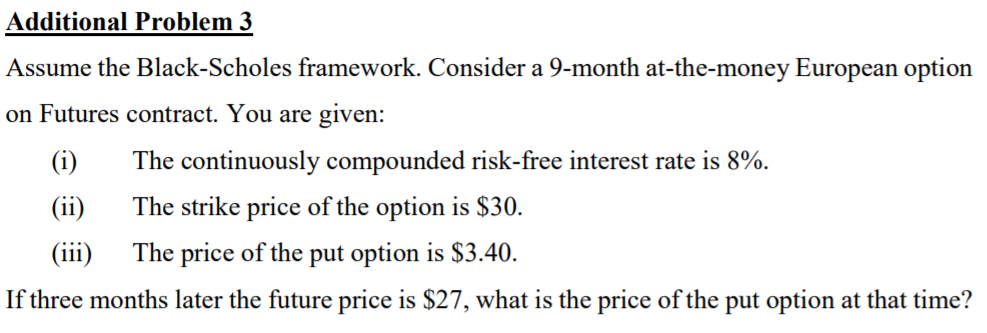 Additional Problem 3
Assume the Black-Scholes framework. Consider a 9-month at-the-money European option
on Futures contract. You are given:
(i) The continuously compounded risk-free interest rate is 8%.
(ii) The strike price of the option is $30.
(iii) The price of the put option is $3.40.
If three months later the future price is $27, what is the price of the put option at that time?